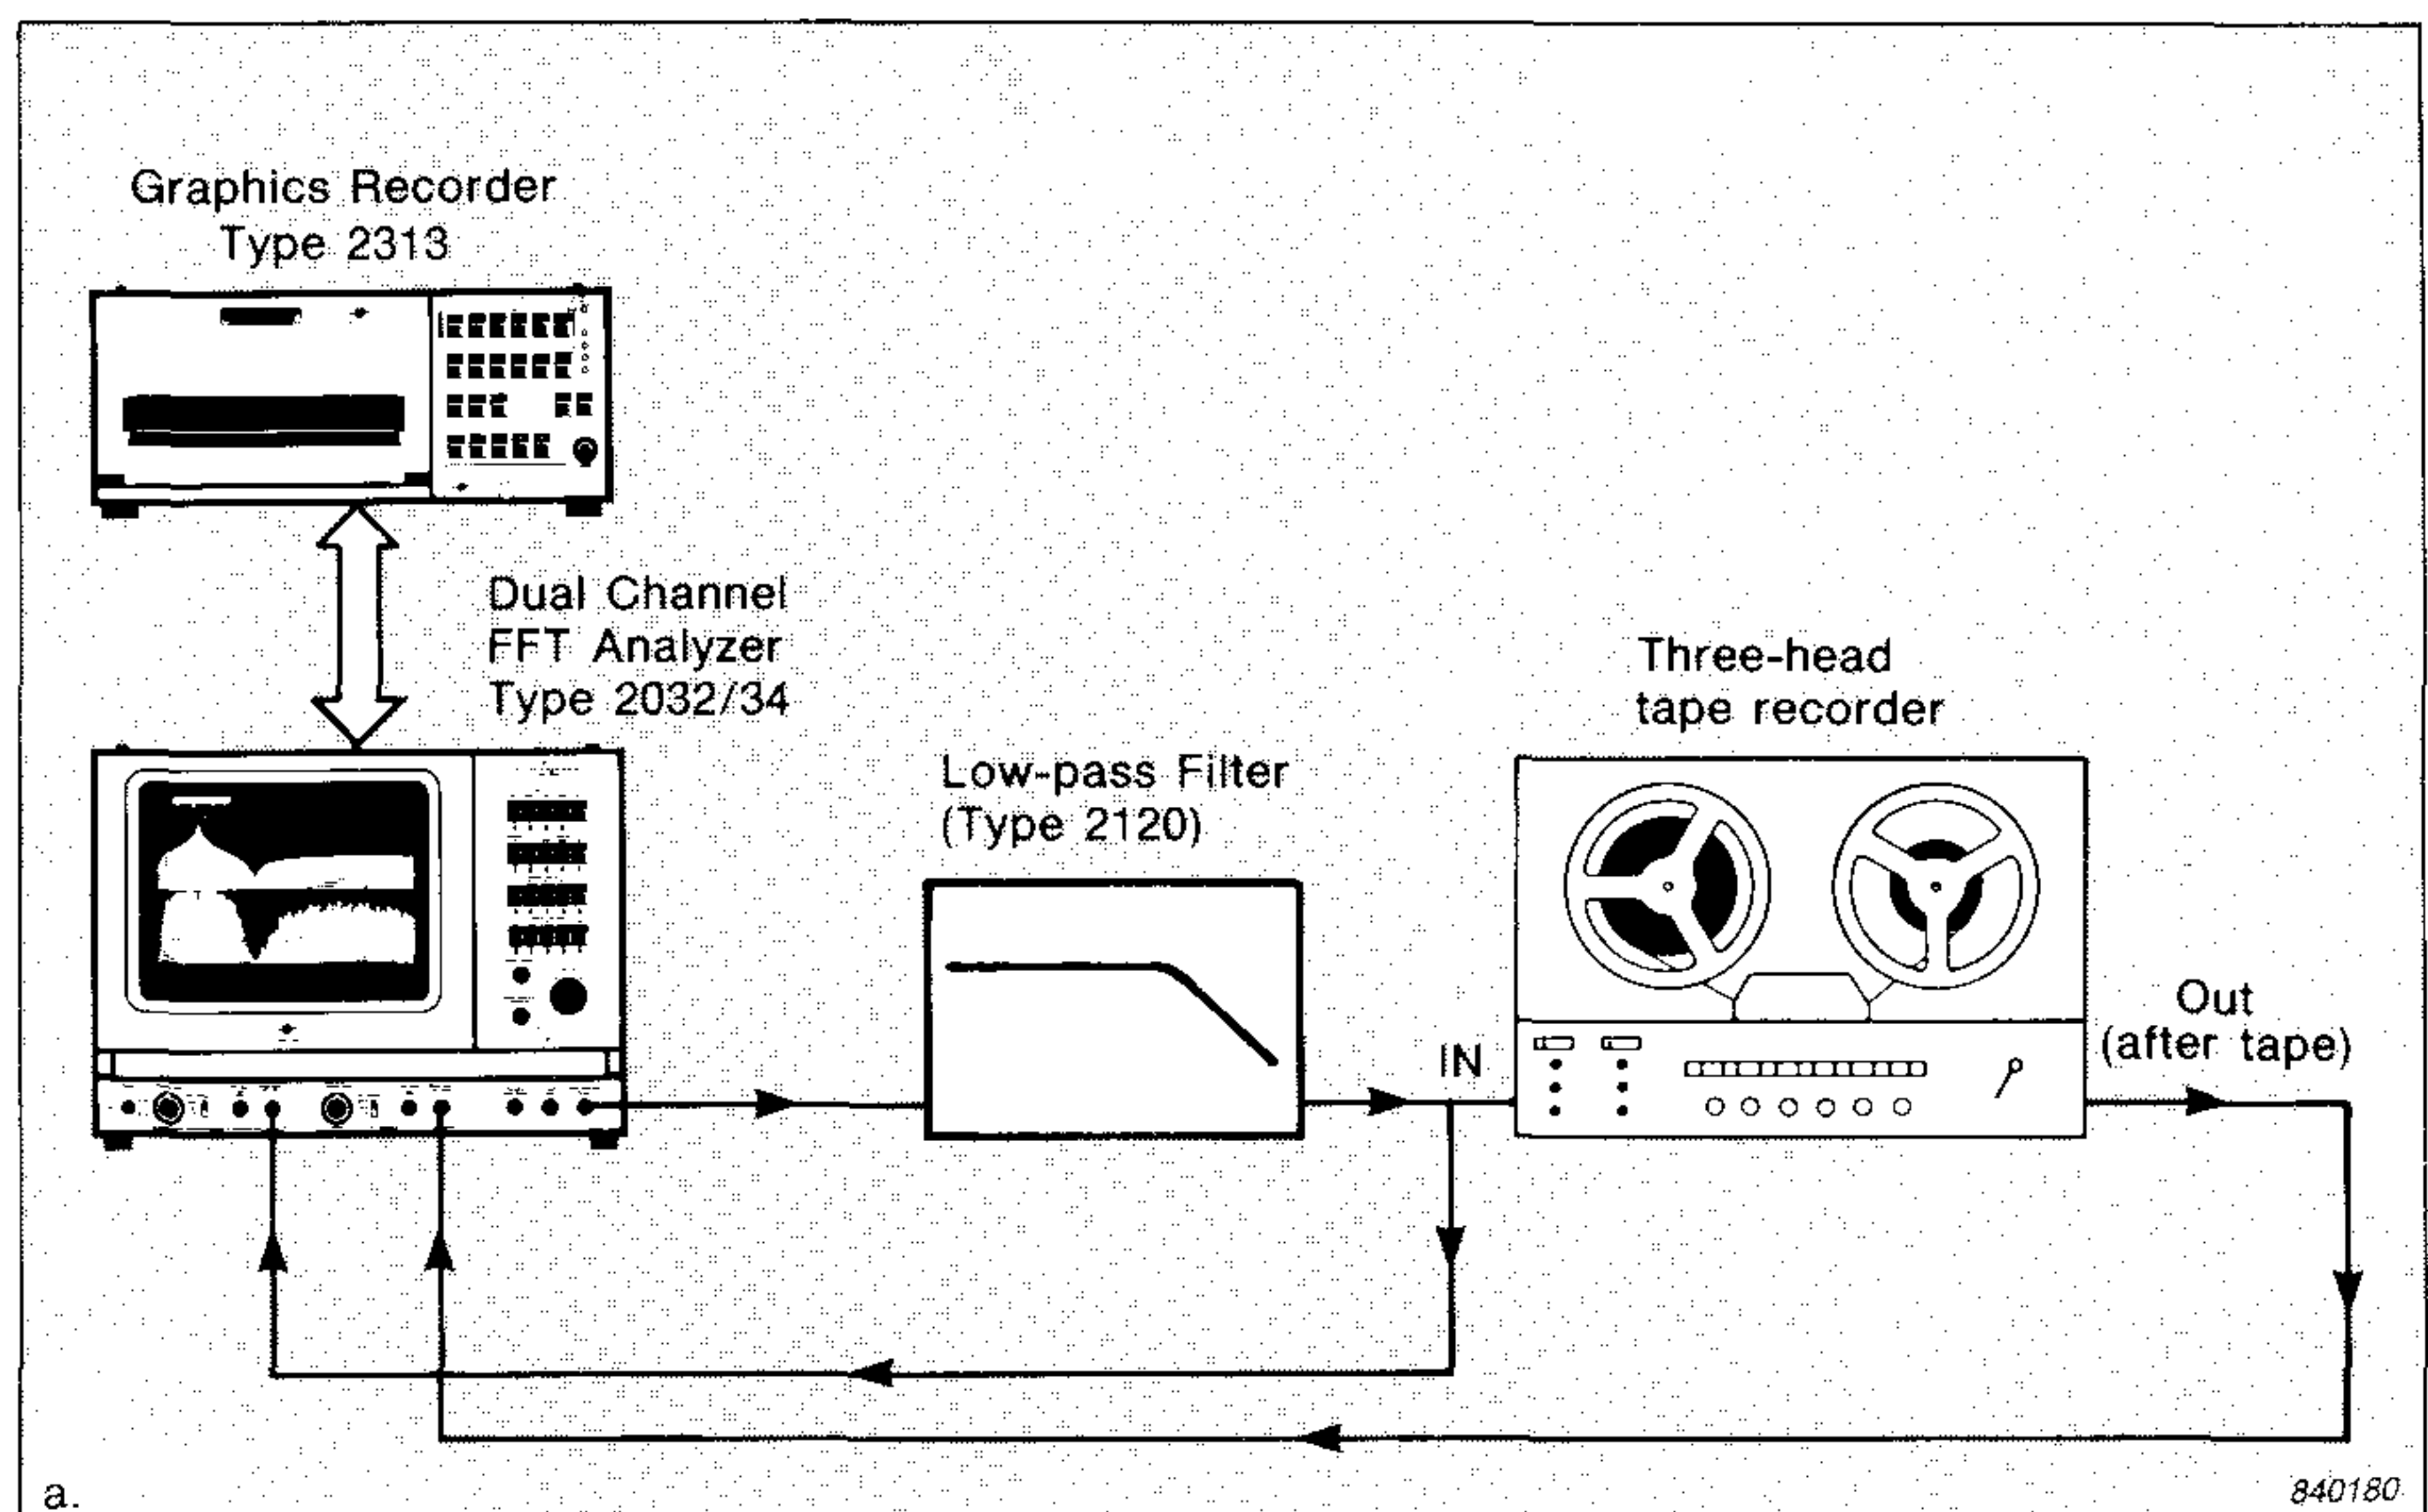 Graphics Recorder
Type 2313
Dual Channel
FFT Analyzer
Type 2032/34
Low-pass Filter
(Type 2120)
Three-head
tape recorder
IN
Out
(after tape)
a.
840180